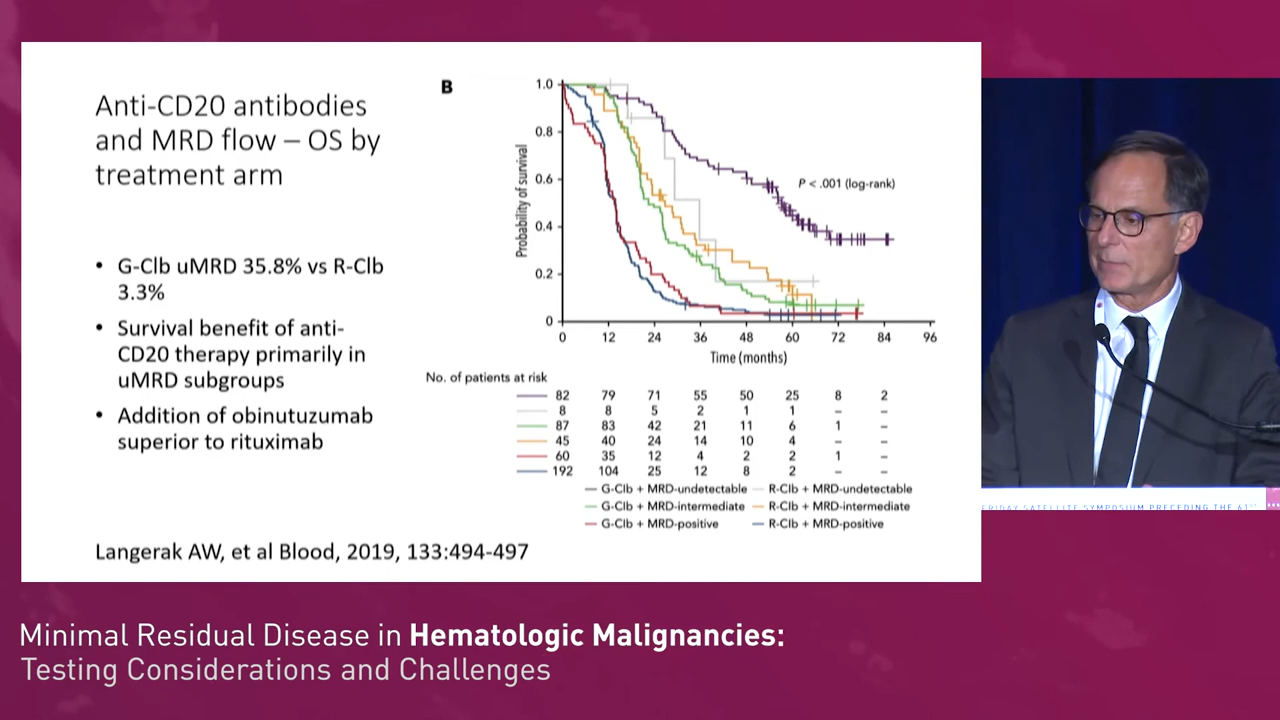 Anti-CD20 antibodies
and MRD flow – OS by
treatment arm
• G-Clb uMRD 35.8% vs R-Clb
3.3%
• Survival benefit of anti-
CD20 therapy primarily in
uMRD subgroups
• Addition of obinutuzumab
superior to rituximab
Langerak AW, et al Blood, 2019, 133:494-497
B
Probability of survival
1.0
0.8
0.6
0.4
0.2
0
P < .001 (log-rank)
0 12 24 36 48 60 72 84 96
Time (months)
No. of patients at risk
82 79 71 55 50 25 8 2
8 8 5 2 1 1 – –
87 83 42 21 11 6 1 –
45 40 24 14 10 4 – –
60 35 12 4 2 2 1 –
192 104 25 12 8 2 – –
G-Clb + MRD-undetectable R-Clb + MRD-undetectable
G-Clb + MRD-intermediate R-Clb + MRD-intermediate
G-Clb + MRD-positive R-Clb + MRD-positive
FRIDAY SATELLITE SYMPOSIUM PRECEDING THE 61ST
Minimal Residual Disease in Hematologic Malignancies:
Testing Considerations and Challenges